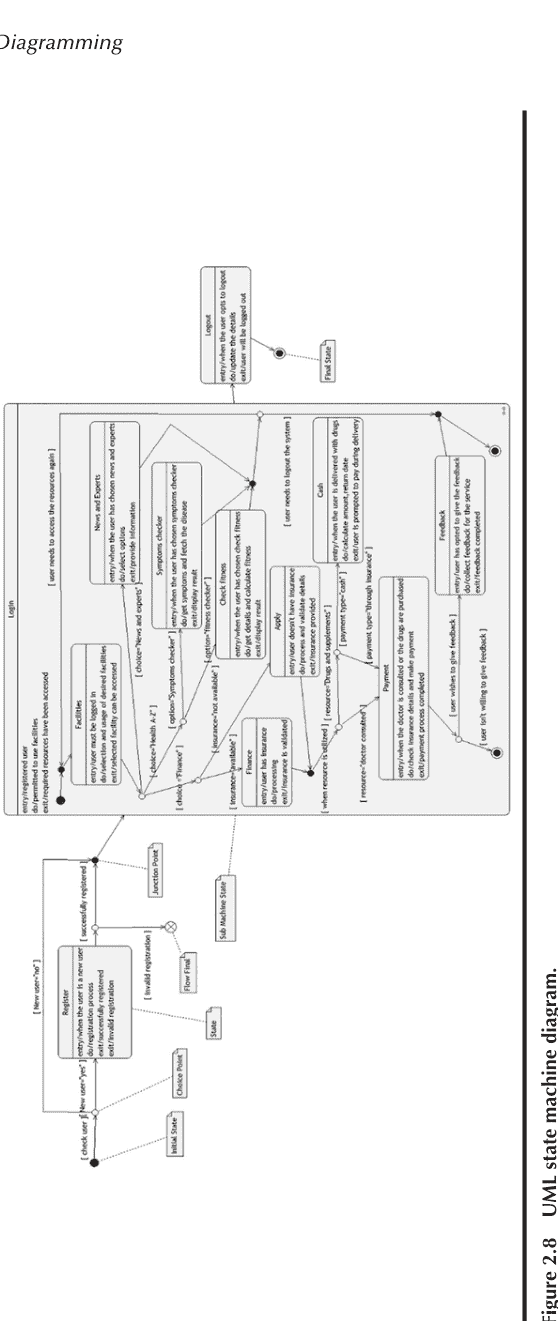 Diagramming
Login
entry/registered user
do/permitted to use facilities
exit/required resources have been accessed
[ user needs to access the resources again ]
Facilities
entry/user must be logged in
do/selection and usage of desired facilities
exit/selected facility can be accessed
News and Experts
entry/when the user has chosen news and experts
do/select options
exit/provide information
[ choice="News and experts" ]
[ choice="Health A-Z" ]
Symptoms checker
entry/when the user has chosen symptoms checker
do/get symptoms and fetch the disease
exit/display result
[ option="Symptoms checker" ]
[ choice ="Finance" ]
[option="fitness checker"]
Check fitness
entry/when the user has chosen check fitness
do/get details and calculate fitness
exit/display result
[ insurance="not available" ]
[ insurance="available" ]
Finance
entry/user has insurance
do/processing
exit/insurance is validated
Apply
entry/user doesn't have insurance
do/process and validate details
exit/insurance provided
[ user needs to logout the system ]
[ when resource is utilized ]
[ resource="Drugs and supplements" ]
Cash
entry/when the user is delivered with drugs
do/calculate amount,return date
exit/user is prompted to pay during delivery
[ payment type="cash" ]
[ resource="doctor consulted" ]
[ payment type="through insurance" ]
Payment
entry/when the doctor is consulted or the drugs are purchased
do/check insurance details and make payment
exit/payment process completed
Feedback
entry/user has opted to give the feedback
do/collect feedback for the service
exit/feedback completed
[ user wishes to give feedback ]
[ user isn't willing to give feedback ]
Logout
entry/when the user opts to logout
do/update the details
exit/user will be logged out
Final State
[ New user="no" ]
[ check user ]
[ New user="yes" ]
Register
entry/when the user is a new user
do/registration process
exit/successfully registered
exit/invalid registration
[ successfully registered ]
[ invalid registration ]
Junction Point
Sub Machine State
Flow Final
State
Choice Point
Initial State
Figure 2.8 UML state machine diagram.